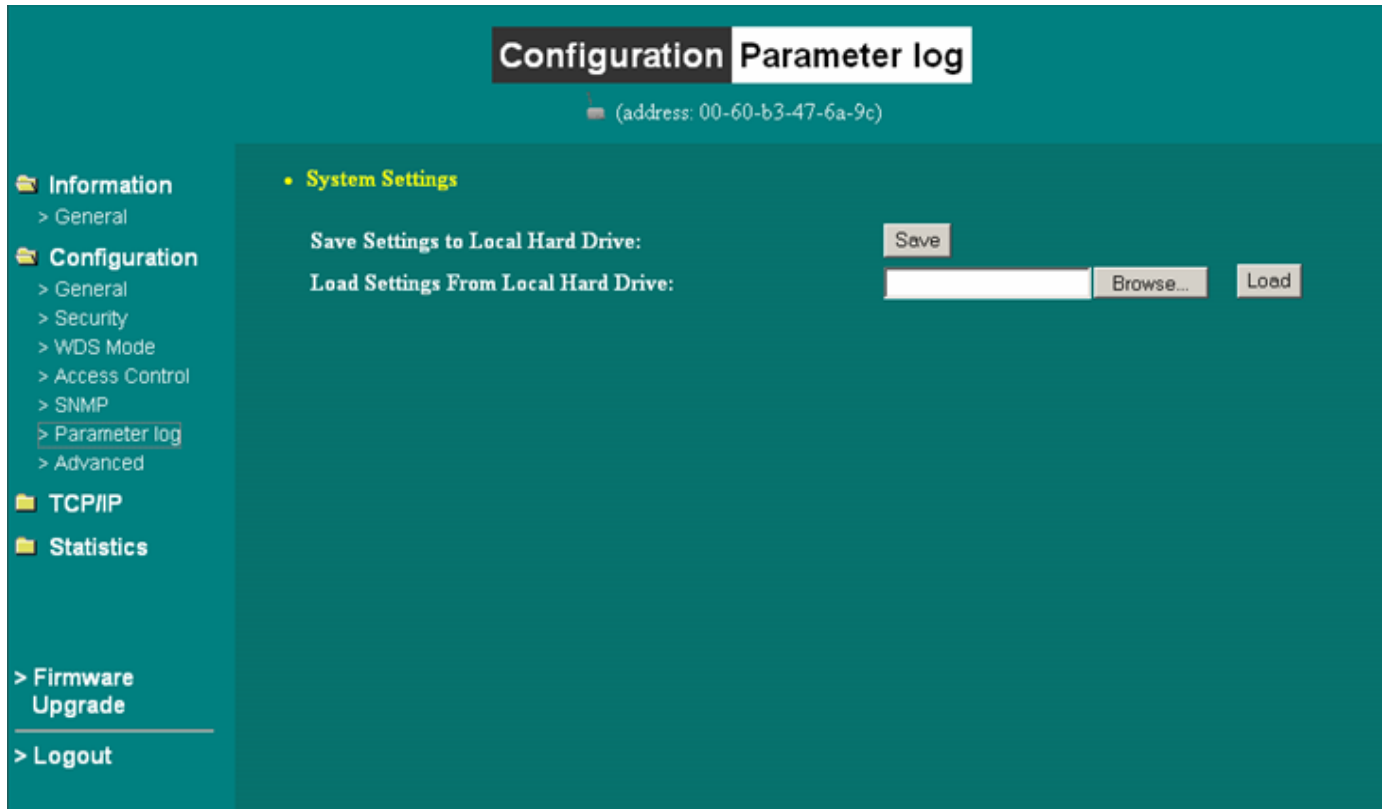 Configuration Parameter log
(address: 00-60-b3-47-6a-9c)
Information
> General
Configuration
> General
> Security
> WDS Mode
> Access Control
> SNMP
> Parameter log
> Advanced
TCP/IP
Statistics
> Firmware
Upgrade
> Logout
• System Settings
Save Settings to Local Hard Drive: Save
Load Settings From Local Hard Drive: Browse... Load